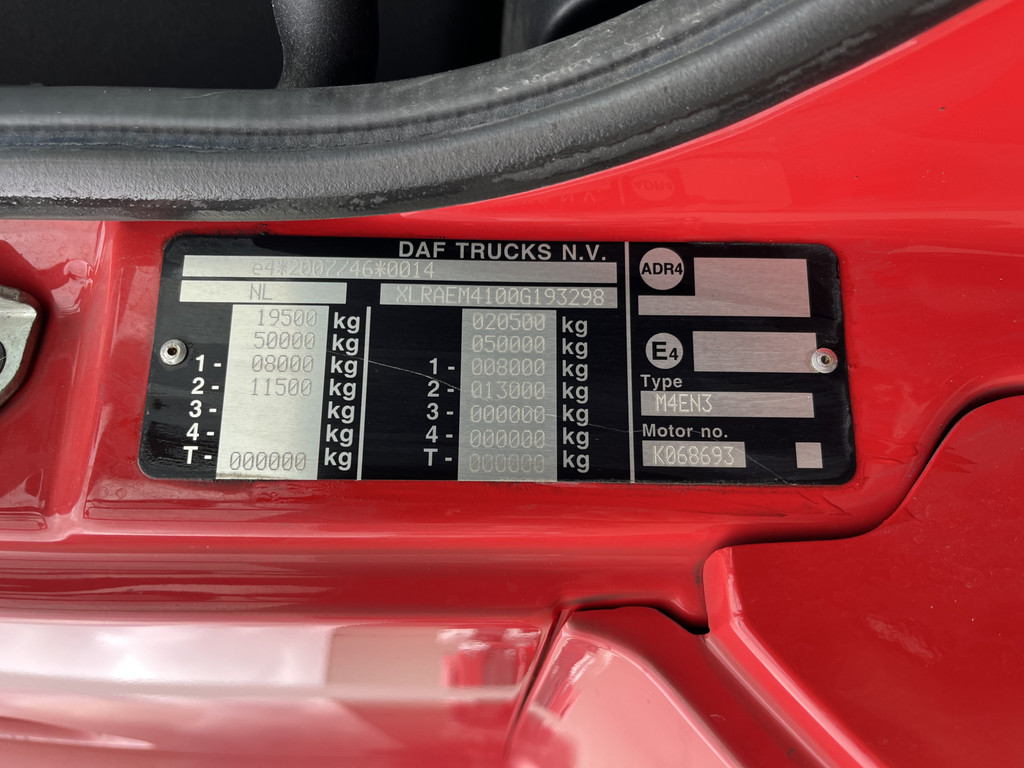 DAF TRUCKS N.V.
e4*2007/46*0014
NL XLRAEM4100G193298
19500 kg 020500 kg
50000 kg 050000 kg
1- 08000 kg 1- 008000 kg
2- 11500 kg 2- 013000 kg
3- kg 3- 000000 kg
4- kg 4- 000000 kg
T- 000000 kg T- 000000 kg
ADR4
E4
Type
M4EN3
Motor no.
K068693